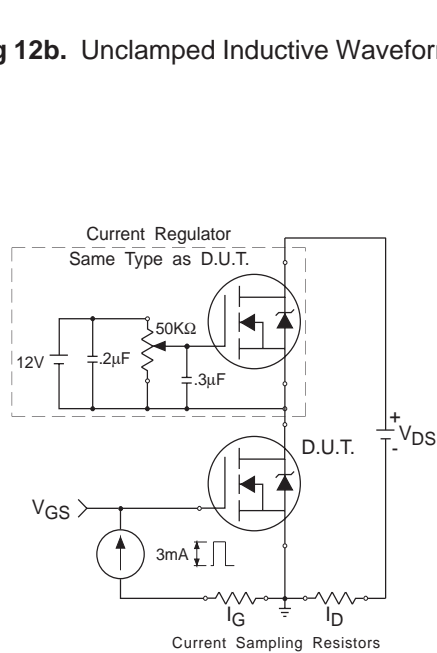 g 12b. Unclamped Inductive Wavefor
Current Regulator
Same Type as D.U.T.
50KΩ
12V
.2μF
.3μF
+
VDS
-
D.U.T.
VGS
3mA
IG
ID
Current Sampling Resistors